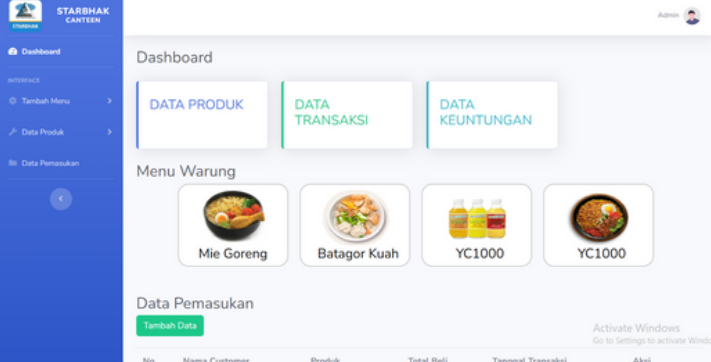 STARBHAK
STARBHAK
CANTEEN
Admin
Dashboard
INTERFACE
Tambah Menu
Data Produk
Data Pemasukan
Dashboard
DATA PRODUK
DATA
TRANSAKSI
DATA
KEUNTUNGAN
Menu Warung
Mie Goreng
Batagor Kuah
YC1000
YC1000
Data Pemasukan
Tambah Data
No
Nama Customer
Produk
Total Beli
Tanggal Transaksi
Aksi
Activate Windows
Go to Settings to activate Windo